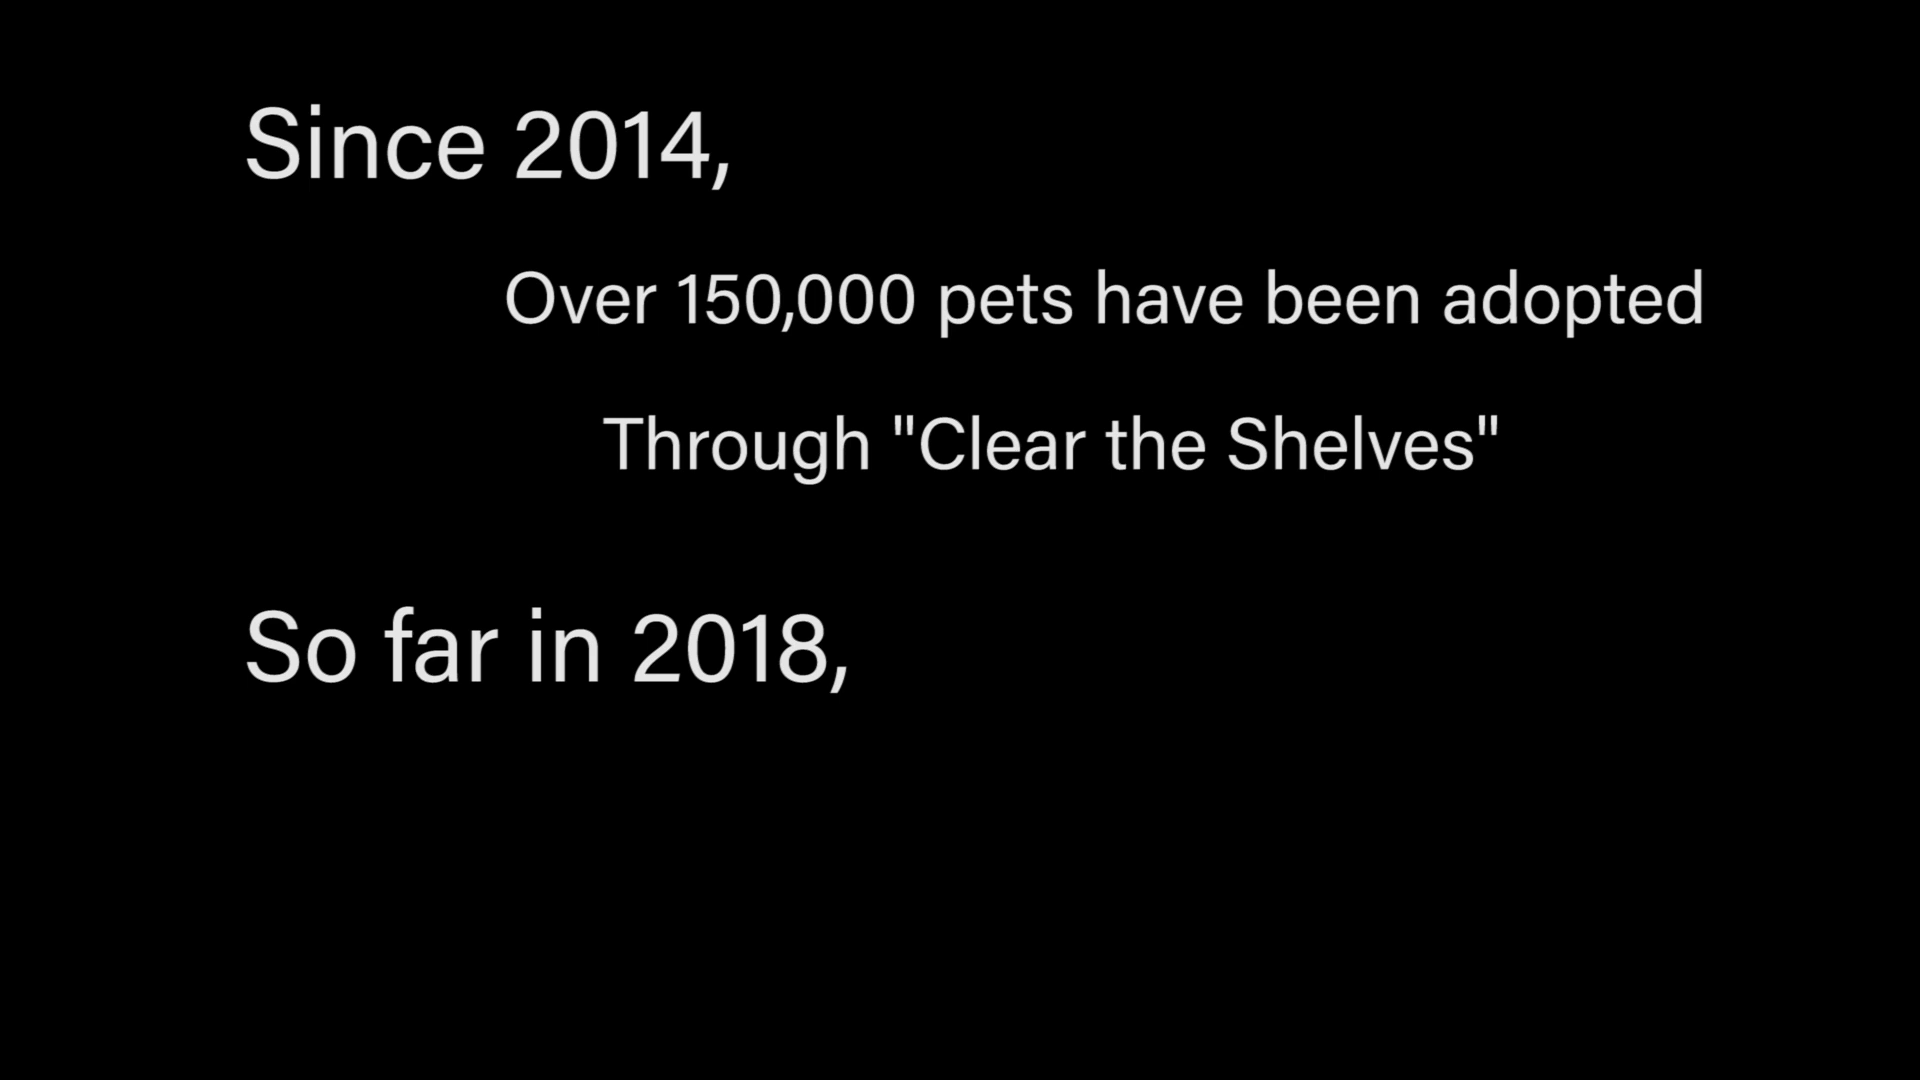 Since 2014,
Over 150,000 pets have been adopted
Through "Clear the Shelves"
So far in 2018,